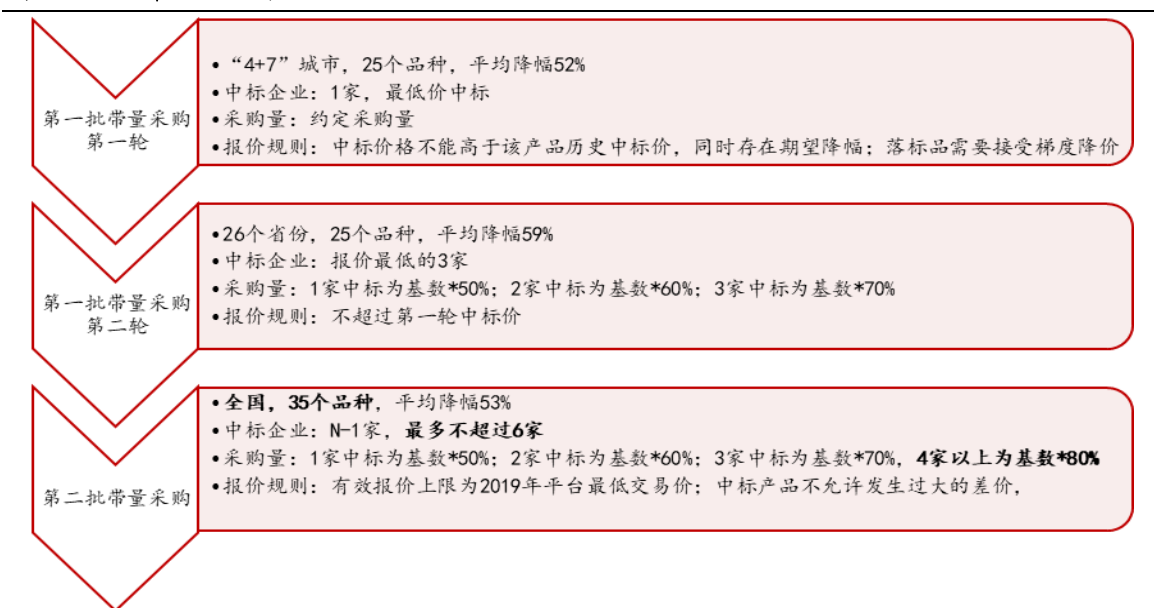 第一批带量采购
第一轮
•“4+7”城市，25个品种，平均降幅52%
•中标企业：1家，最低价中标
•采购量：约定采购量
•报价规则：中标价格不能高于该产品历史中标价，同时存在期望降幅；落标品需要接受梯度降价
第一批带量采购
第二轮
•26个省份，25个品种，平均降幅59%
•中标企业：报价最低的3家
•采购量：1家中标为基数*50%；2家中标为基数*60%；3家中标为基数*70%
•报价规则：不超过第一轮中标价
第二批带量采购
•全国，35个品种，平均降幅53%
•中标企业：N-1家，最多不超过6家
•采购量：1家中标为基数*50%；2家中标为基数*60%；3家中标为基数*70%，4家以上为基数*80%
•报价规则：有效报价上限为2019年平台最低交易价；中标产品不允许发生过大的差价，